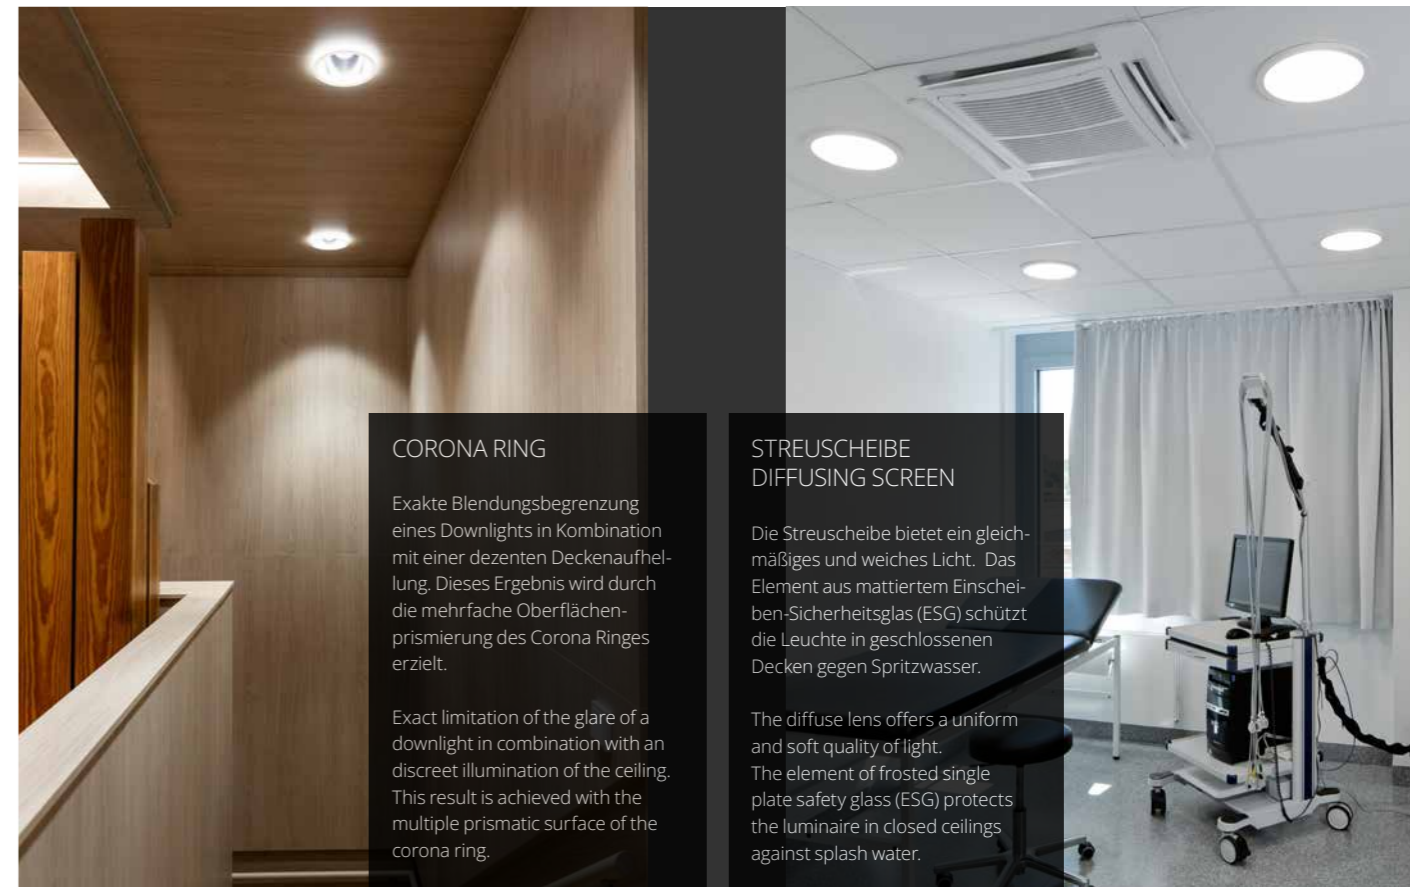 CORONA RING
Exakte Blendungsbegrenzung
eines Downlights in Kombination
mit einer dezenten Deckenaufhel-
lung. Dieses Ergebnis wird durch
die mehrfache Oberflächen-
prismierung des Corona Ringes
erzielt.
Exact limitation of the glare of a
downlight in combination with an
discreet illumination of the ceiling.
This result is achieved with the
multiple prismatic surface of the
corona ring.
STREUSCHEIBE
DIFFUSING SCREEN
Die Streuscheibe bietet ein gleich-
mäßiges und weiches Licht.  Das
Element aus mattiertem Einschei-
ben-Sicherheitsglas (ESG) schützt
die Leuchte in geschlossenen
Decken gegen Spritzwasser.
The diffuse lens offers a uniform
and soft quality of light.
The element of frosted single
plate safety glass (ESG) protects
the luminaire in closed ceilings
against splash water.